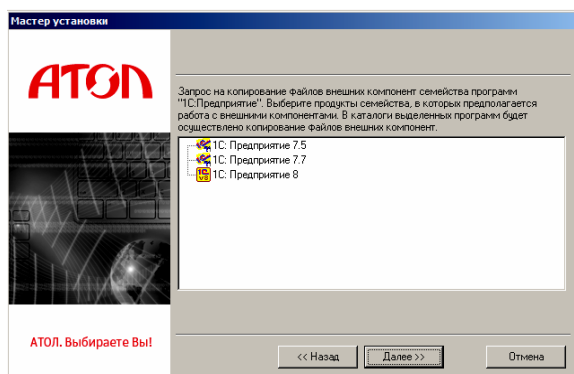 Мастер установки
АТОЛ
Запрос на копирование файлов внешних компонент семейства программ
"1С:Предприятие". Выберите продукты семейства, в которых предполагается
работа с внешними компонентами. В каталоги выделенных программ будет
осуществлено копирование файлов внешних компонент.
1С: Предприятие 7.5
1С: Предприятие 7.7
1С: Предприятие 8
АТОЛ. Выбираете Вы!
<< Назад
Далее >>
Отмена